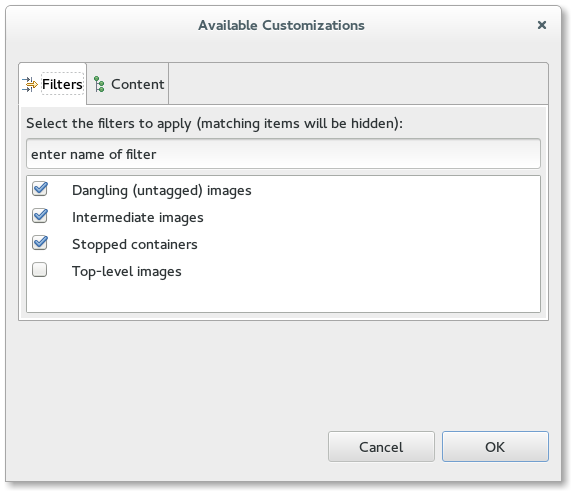 Available Customizations
Filters Content
Select the filters to apply (matching items will be hidden):
enter name of filter
Dangling (untagged) images
Intermediate images
Stopped containers
Top-level images
Cancel OK